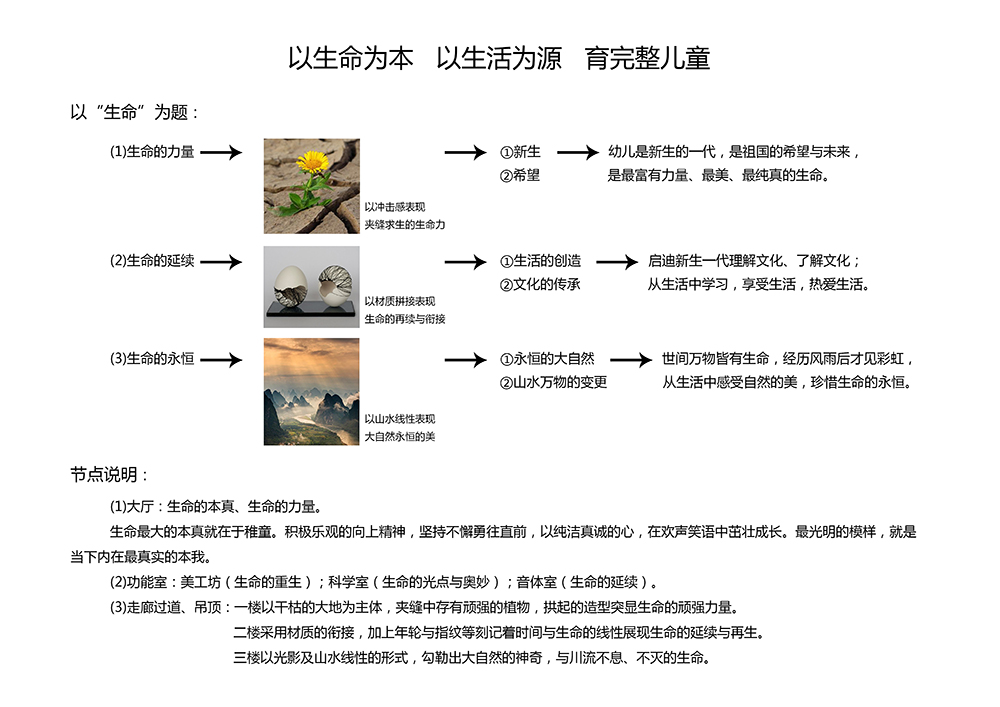 以生命为本 以生活为源 育完整儿童
以“生命”为题：
(1)生命的力量
以冲击感表现
夹缝求生的生命力
①新生
②希望
幼儿是新生的一代，是祖国的希望与未来，
是最富有力量、最美、最纯真的生命。
(2)生命的延续
以材质拼接表现
生命的再续与衔接
①生活的创造
②文化的传承
启迪新生一代理解文化、了解文化；
从生活中学习，享受生活，热爱生活。
(3)生命的永恒
以山水线性表现
大自然永恒的美
①永恒的大自然
②山水万物的变更
世间万物皆有生命，经历风雨后才见彩虹，
从生活中感受自然的美，珍惜生命的永恒。
节点说明：
(1)大厅：生命的本真、生命的力量。
生命最大的本真就在于稚童。积极乐观的向上精神，坚持不懈勇往直前，以纯洁真诚的心，在欢声笑语中茁壮成长。最光明的模样，就是
当下内在最真实的本我。
(2)功能室：美工坊（生命的重生）；科学室（生命的光点与奥妙）；音体室（生命的延续）。
(3)走廊过道、吊顶：一楼以干枯的大地为主体，夹缝中存有顽强的植物，拱起的造型突显生命的顽强力量。
二楼采用材质的衔接，加上年轮与指纹等刻记着时间与生命的线性展现生命的延续与再生。
三楼以光影及山水线性的形式，勾勒出大自然的神奇，与川流不息、不灭的生命。